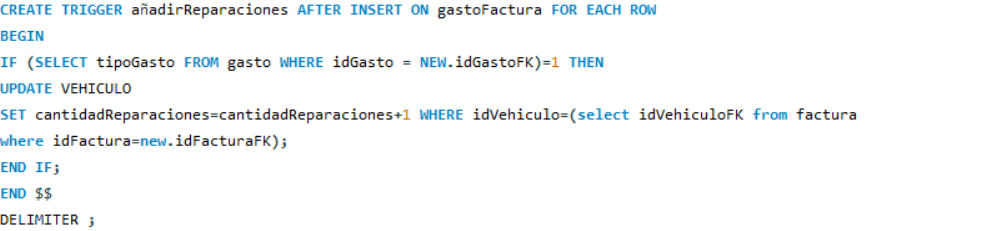 CREATE TRIGGER añadirReparaciones AFTER INSERT ON gastoFactura FOR EACH ROW
BEGIN
IF (SELECT tipoGasto FROM gasto WHERE idGasto = NEW.idGastoFK)=1 THEN
UPDATE VEHICULO
SET cantidadReparaciones=cantidadReparaciones+1 WHERE idVehiculo=(select idVehiculoFK from factura
where idFactura=new.idFacturaFK);
END IF;
END $$
DELIMITER ;